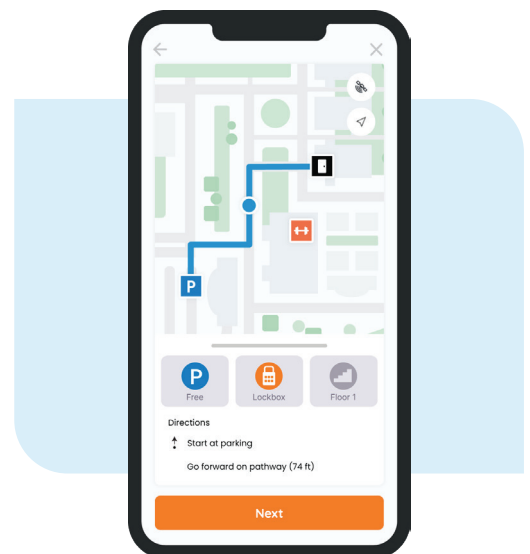 P
P
Free
Lockbox
Floor 1
Directions
Start at parking
Go forward on pathway (74 ft)
Next